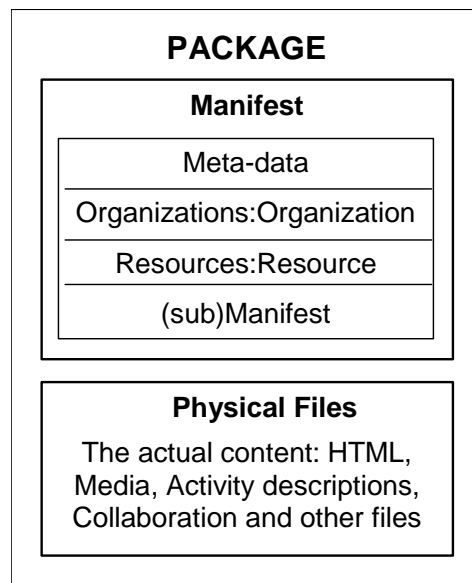 PACKAGE
Manifest
Meta-data
Organizations:Organization
Resources:Resource
(sub)Manifest
Physical Files
The actual content: HTML,
Media, Activity descriptions,
Collaboration and other files